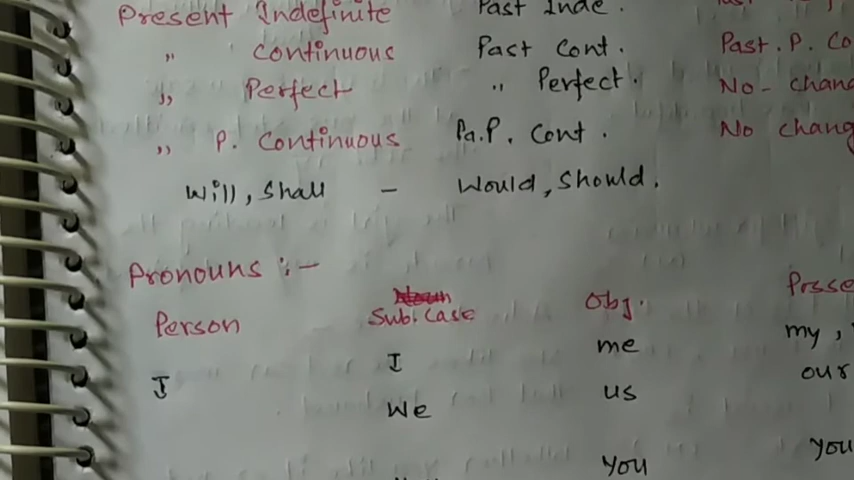 Present Indefinite Past Inde.
" continuous Past cont. Past. P. Co
" Perfect " Perfect. No - chang
" P. Continuous Pa.P. Cont. No chang
Will, shall - Would, should.
Pronouns :-
Person Sub. Case Obj. Posse
I I me my,
We us our
you you